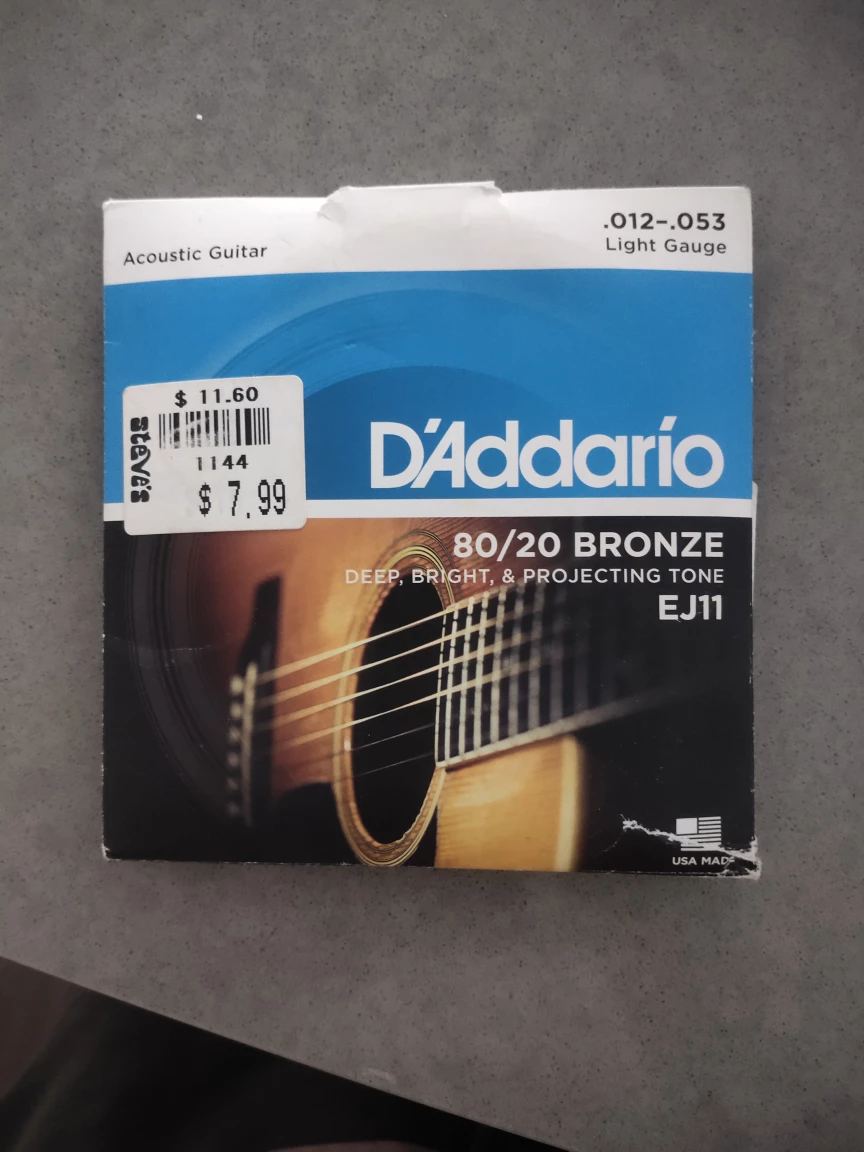 .012–.053
Acoustic Guitar
Light Gauge
$ 11.60
steve's
1144
$ 7.99
D'Addarío
80/20 BRONZE
DEEP, BRIGHT, & PROJECTING TONE
EJ11
USA MADE